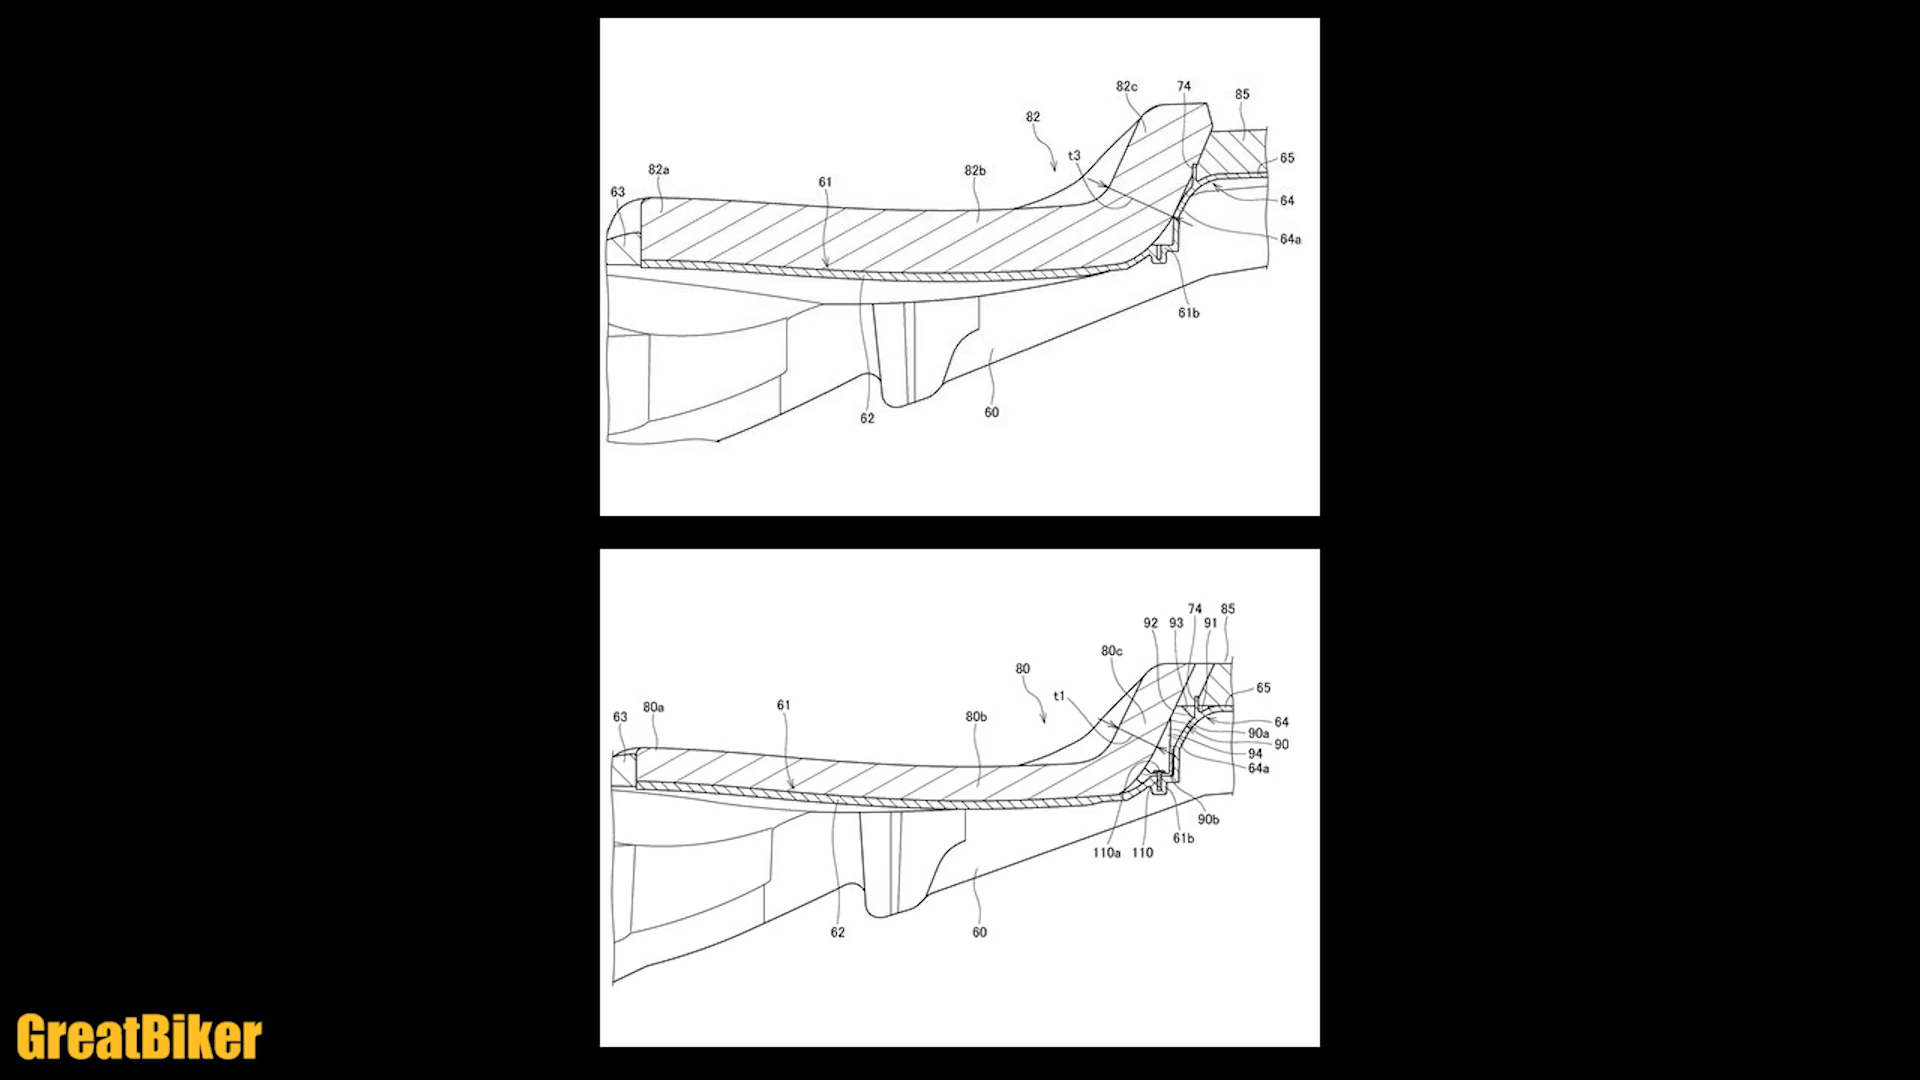 82c 74 85
82
t3
65
82a 61 82b
63
64
64a
61b
62 60
74 85
92 93 91
80c
80
t1 65
63 80a 61 80b
64
90a
90
94
64a
90b
61b
110a 110
62 60
GreatBiker